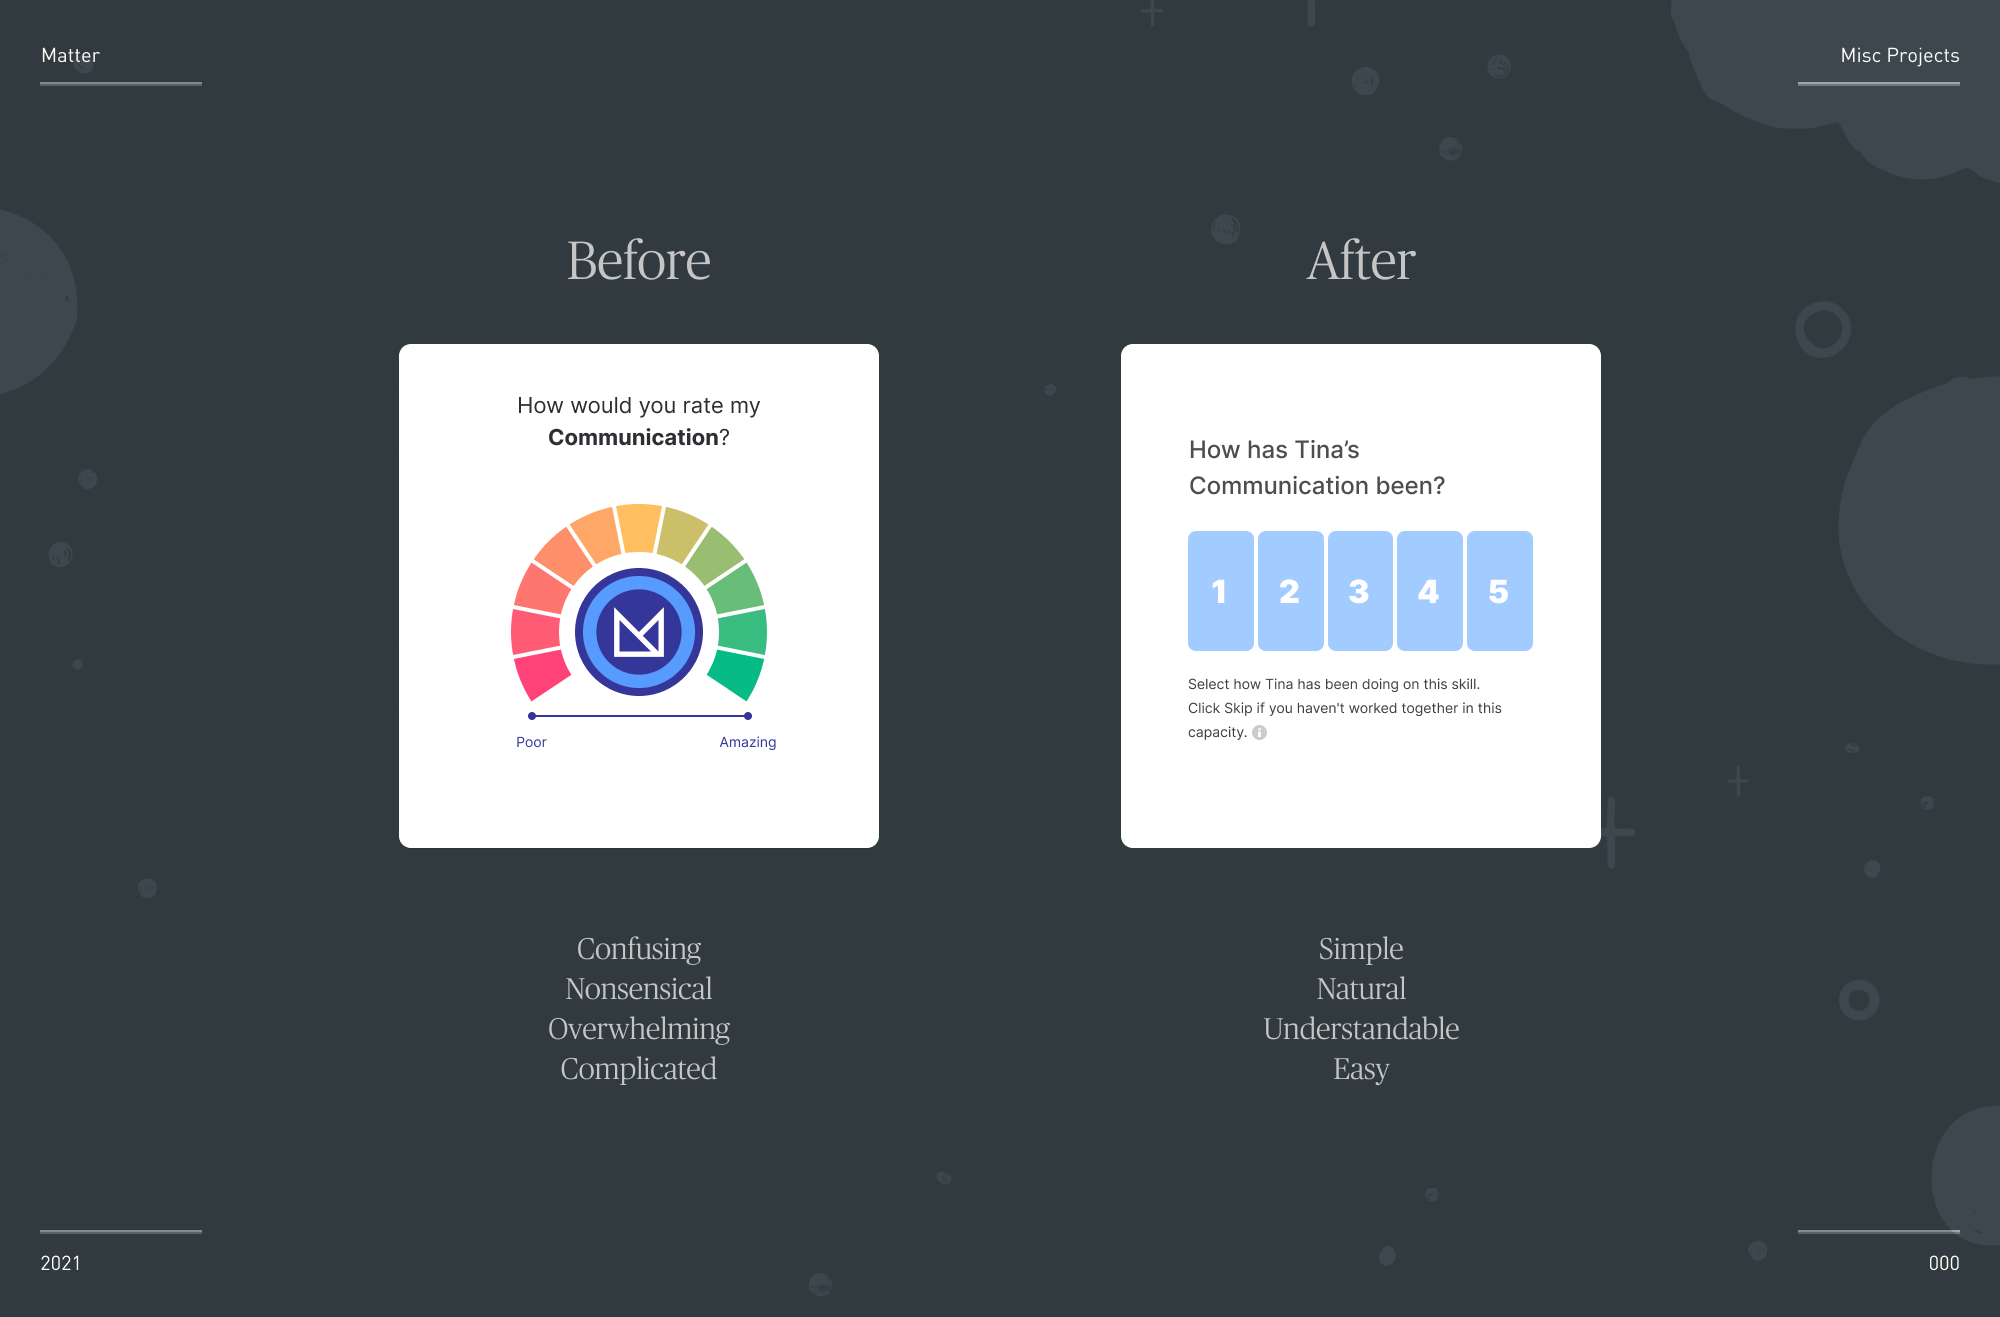 Matter
Misc Projects
Before
After
How would you rate my
Communication?
Poor
Amazing
How has Tina’s
Communication been?
1 2 3 4 5
Select how Tina has been doing on this skill.
Click Skip if you haven't worked together in this
capacity.
Confusing
Nonsensical
Overwhelming
Complicated
Simple
Natural
Understandable
Easy
2021
000